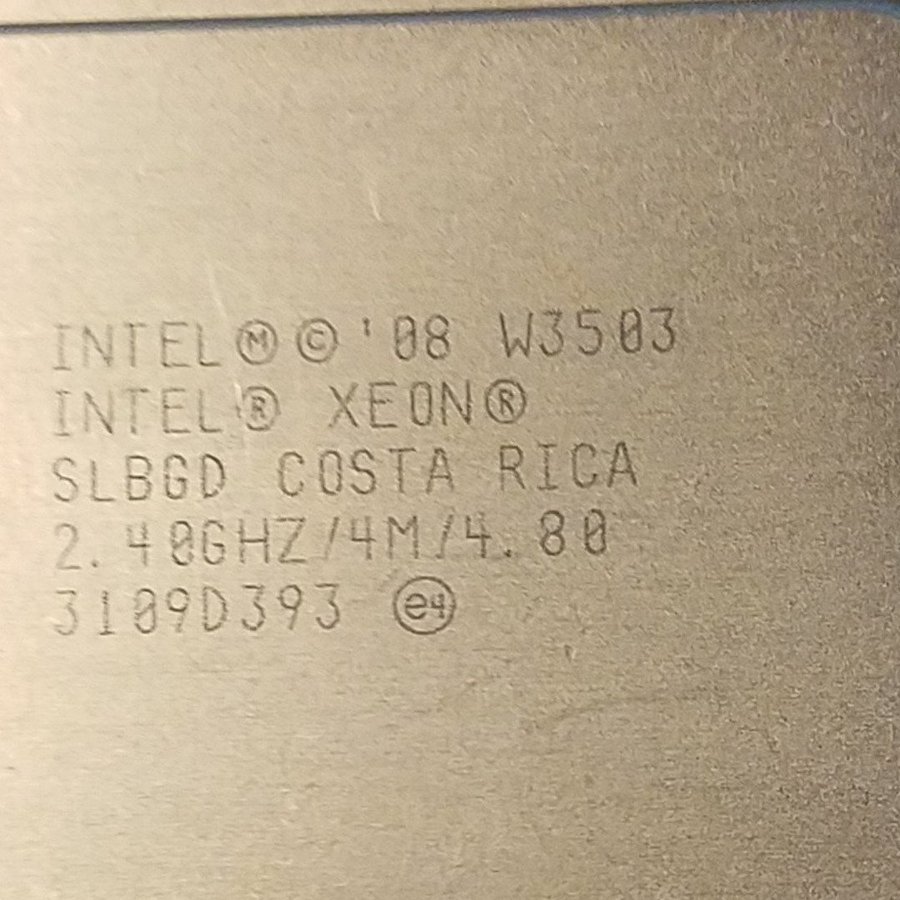 INTEL Ⓜ © '08 W3503
INTEL® XEON®
SLBGD COSTA RICA
2.40GHZ/4M/4.80
3109D393 e4